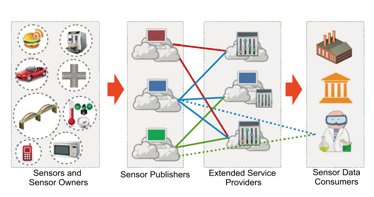 Sensors and
Sensor Owners
Sensor Publishers
Extended Service
Providers
Sensor Data
Consumers